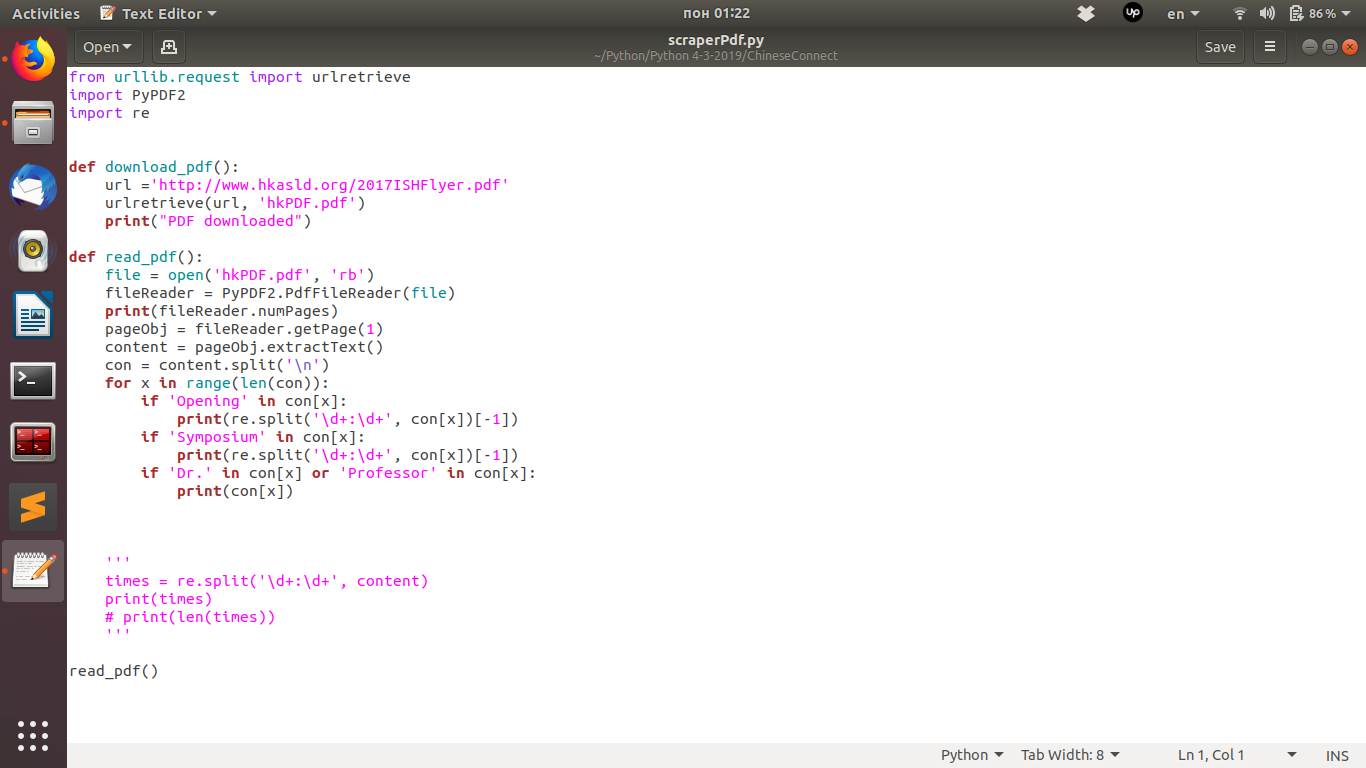 Activities Text Editor пон 01:22 up en 86%
Open scraperPdf.py Save
~/Python/Python 4-3-2019/ChineseConnect
from urllib.request import urlretrieve
import PyPDF2
import re
def download_pdf():
    url ='http://www.hkasld.org/2017ISHFlyer.pdf'
    urlretrieve(url, 'hkPDF.pdf')
    print("PDF downloaded")
def read_pdf():
    file = open('hkPDF.pdf', 'rb')
    fileReader = PyPDF2.PdfFileReader(file)
    print(fileReader.numPages)
    pageObj = fileReader.getPage(1)
    content = pageObj.extractText()
    con = content.split('\n')
    for x in range(len(con)):
        if 'Opening' in con[x]:
            print(re.split('\d+:\d+', con[x])[-1])
        if 'Symposium' in con[x]:
            print(re.split('\d+:\d+', con[x])[-1])
        if 'Dr.' in con[x] or 'Professor' in con[x]:
            print(con[x])
    '''
    times = re.split('\d+:\d+', content)
    print(times)
    # print(len(times))
    '''
read_pdf()
Python Tab Width: 8 Ln 1, Col 1 INS